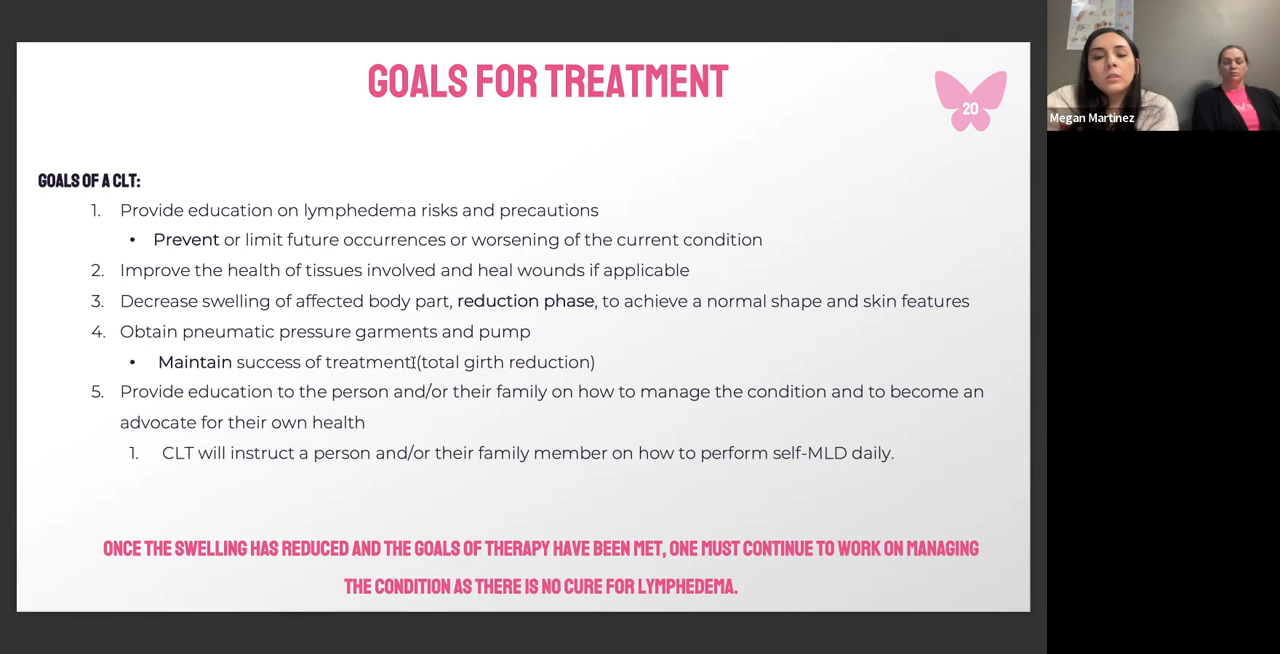 GOALS FOR TREATMENT
20
GOALS OF A CLT:
1. Provide education on lymphedema risks and precautions
• Prevent or limit future occurrences or worsening of the current condition
2. Improve the health of tissues involved and heal wounds if applicable
3. Decrease swelling of affected body part, reduction phase, to achieve a normal shape and skin features
4. Obtain pneumatic pressure garments and pump
• Maintain success of treatment (total girth reduction)
5. Provide education to the person and/or their family on how to manage the condition and to become an
advocate for their own health
1. CLT will instruct a person and/or their family member on how to perform self-MLD daily.
ONCE THE SWELLING HAS REDUCED AND THE GOALS OF THERAPY HAVE BEEN MET, ONE MUST CONTINUE TO WORK ON MANAGING
THE CONDITION AS THERE IS NO CURE FOR LYMPHEDEMA.
Megan Martinez